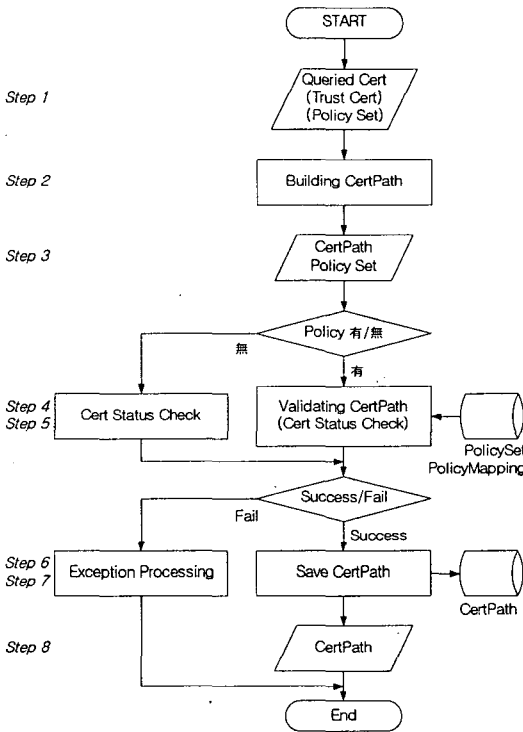 START
Step 1
Queried Cert
(Trust Cert)
(Policy Set)
Step 2
Building CertPath
Step 3
CertPath
Policy Set
Policy 有/無
無
有
Step 4
Step 5
Cert Status Check
Validating CertPath
(Cert Status Check)
PolicySet
PolicyMapping
Success/Fail
Fail
Success
Step 6
Step 7
Exception Processing
Save CertPath
CertPath
Step 8
CertPath
End